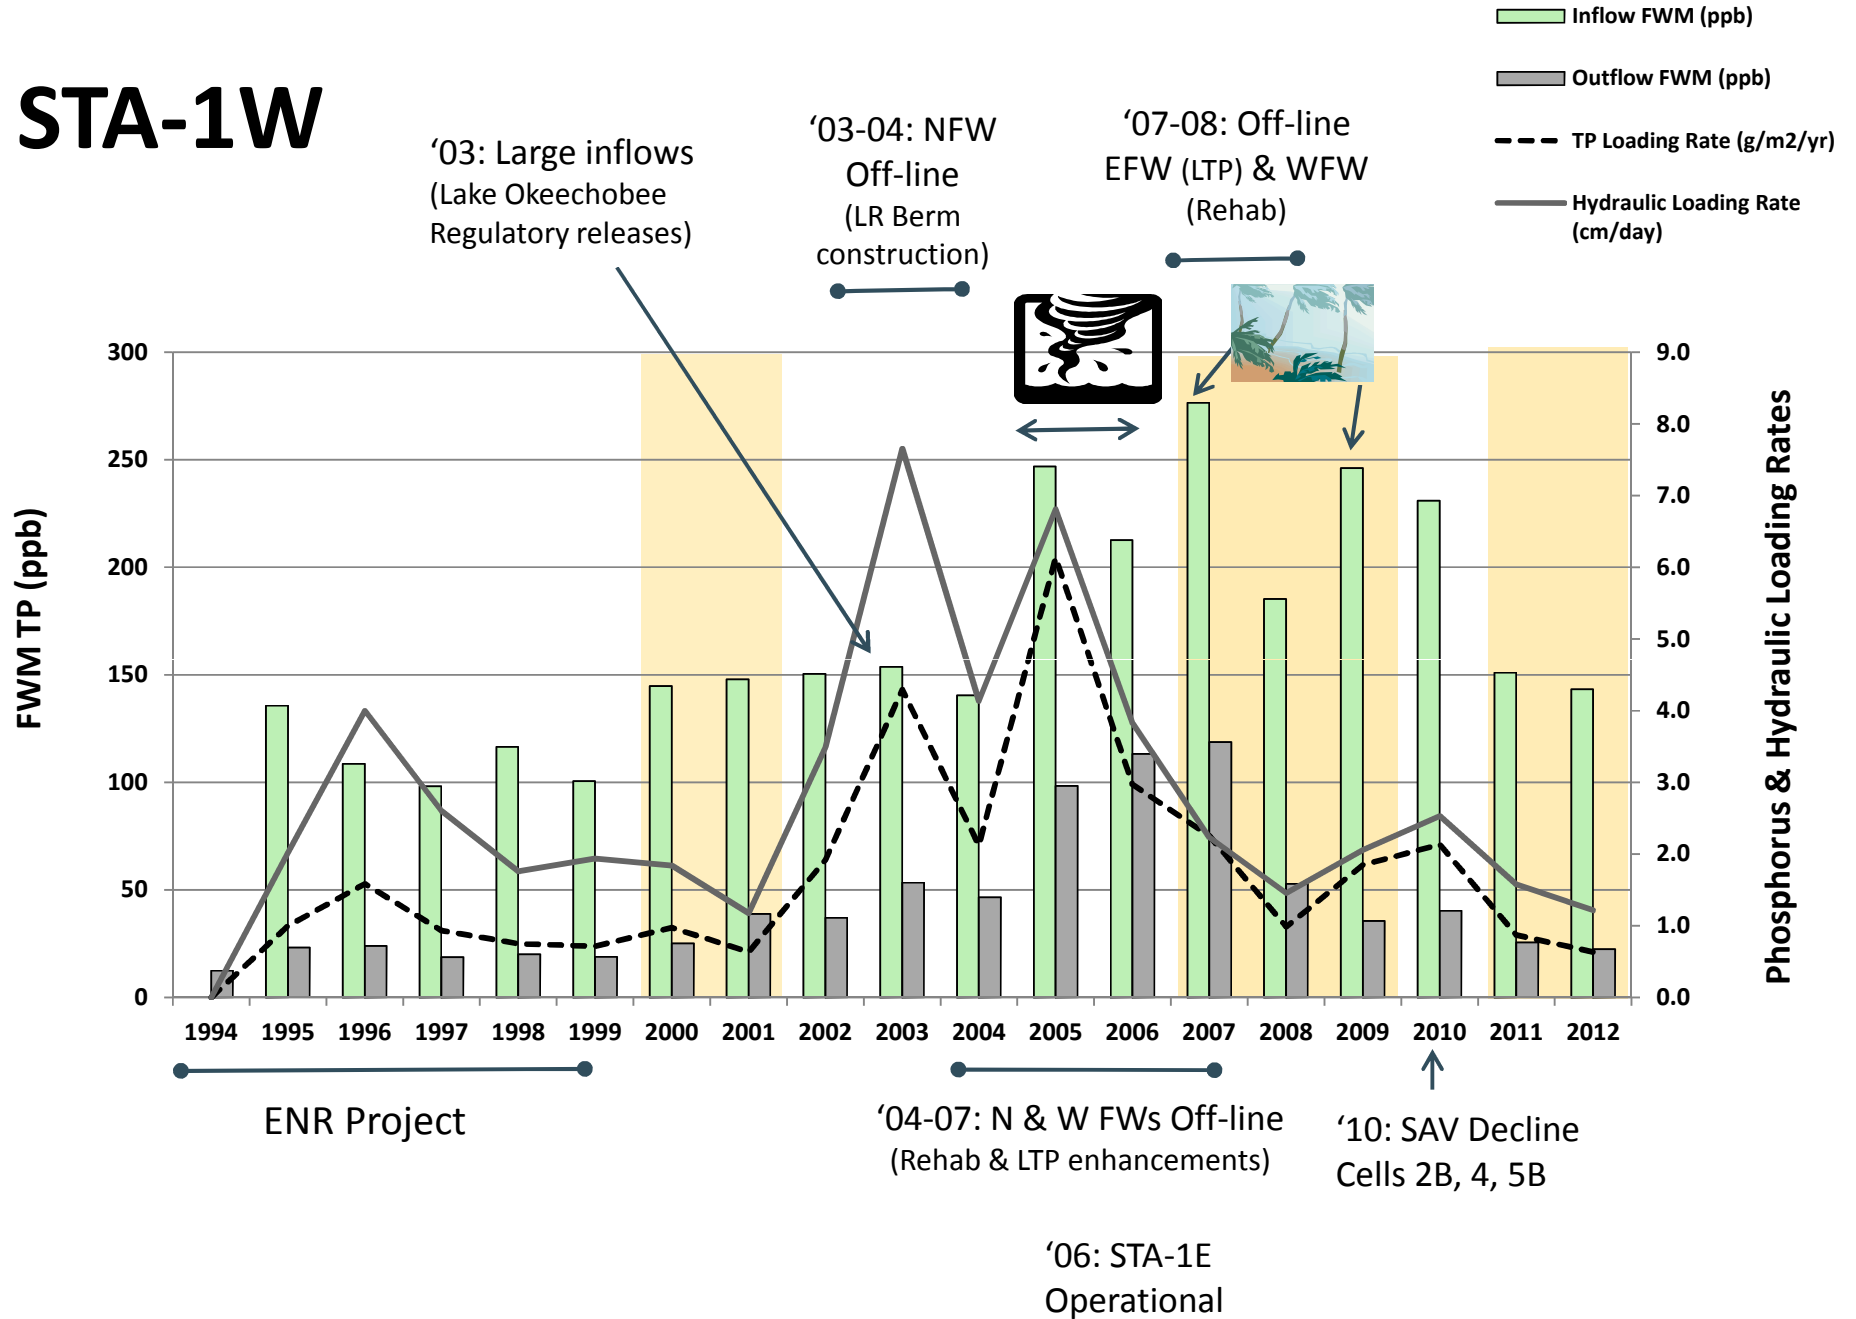 STA-1W
Inflow FWM (ppb)
Outflow FWM (ppb)
TP Loading Rate (g/m2/yr)
Hydraulic Loading Rate
(cm/day)
‘03: Large inflows
(Lake Okeechobee
Regulatory releases)
‘03-04: NFW
Off-line
(LR Berm
construction)
‘07-08: Off-line
EFW (LTP) & WFW
(Rehab)
FWM TP (ppb)
300
250
200
150
100
50
0
9.0
8.0
7.0
6.0
5.0
4.0
3.0
2.0
1.0
0.0
Phosphorus & Hydraulic Loading Rates
1994 1995 1996 1997 1998 1999 2000 2001 2002 2003 2004 2005 2006 2007 2008 2009 2010 2011 2012
ENR Project
‘04-07: N & W FWs Off-line
(Rehab & LTP enhancements)
‘10: SAV Decline
Cells 2B, 4, 5B
‘06: STA-1E
Operational